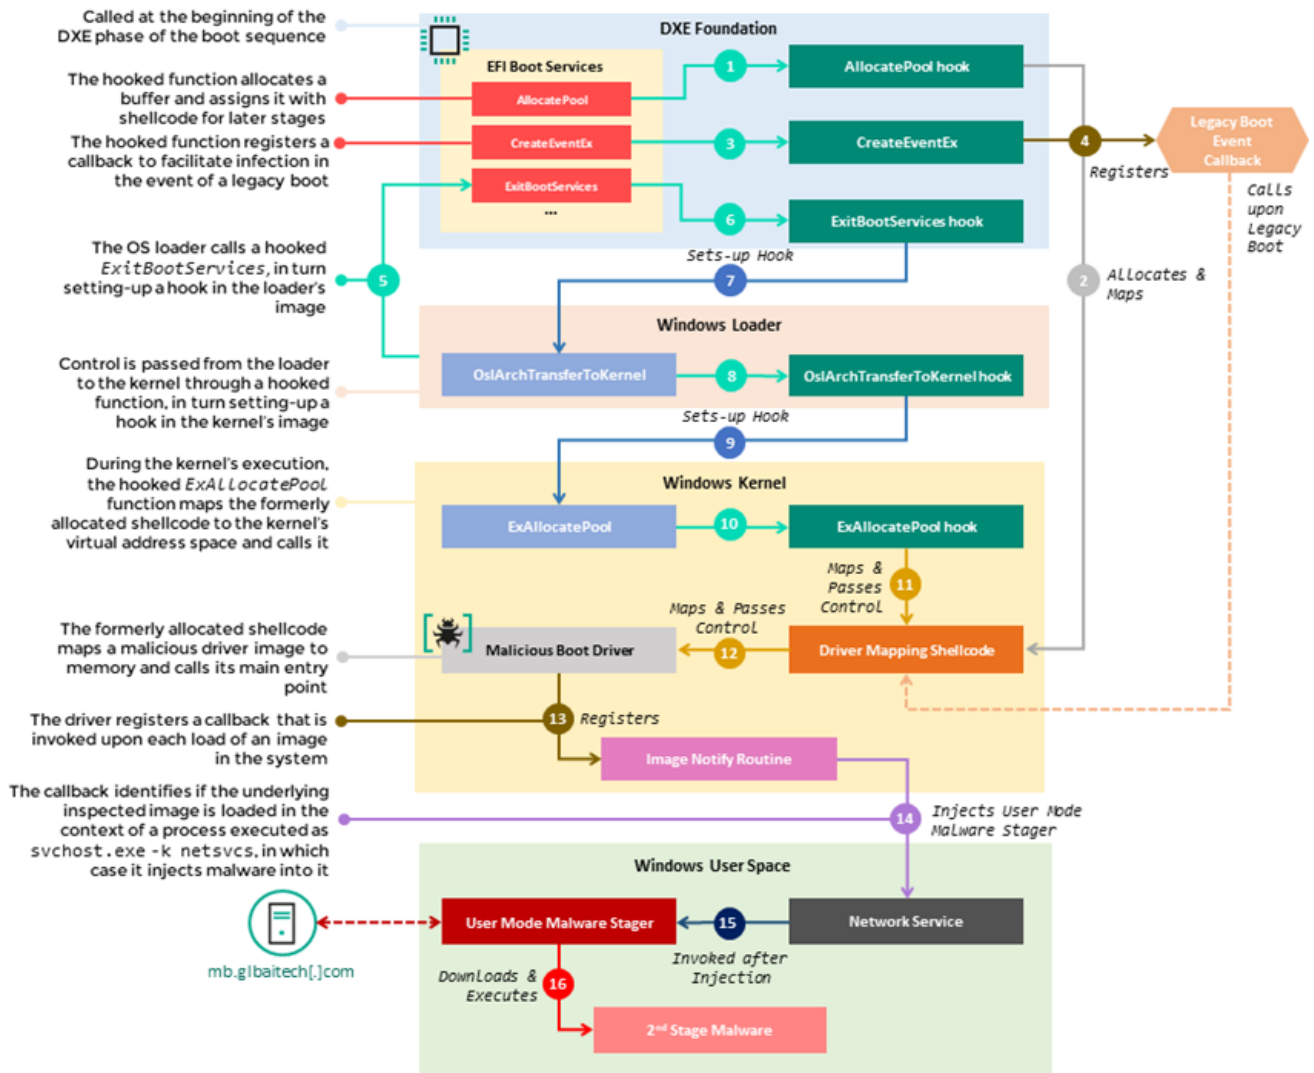 Called at the beginning of the
DXE phase of the boot sequence
The hooked function allocates a
buffer and assigns it with
shellcode for later stages
The hooked function registers a
callback to facilitate infection in
the event of a legacy boot
The OS loader calls a hooked
ExitBootServices, in turn
setting-up a hook in the loader's
image
Control is passed from the loader
to the kernel through a hooked
function, in turn setting-up a
hook in the kernel's image
During the kernel's execution,
the hooked ExAllocatePool
function maps the formerly
allocated shellcode to the kernel's
virtual address space and calls it
The formerly allocated shellcode
maps a malicious driver image to
memory and calls its main entry
point
The driver registers a callback that is
invoked upon each load of an image
in the system
The callback identifies if the underlying
inspected image is loaded in the
context of a process executed as
svchost.exe -k netsvcs, in which
case it injects malware into it
DXE Foundation
EFI Boot Services
AllocatePool
1
AllocatePool hook
CreateEventEx
3
CreateEventEx
4
Registers
Legacy Boot
Event
Callback
ExitBootServices
...
6
ExitBootServices hook
Calls
upon
Legacy
Boot
5
Sets-up Hook
7
2
Allocates &
Maps
Windows Loader
OslArchTransferToKernel
8
OslArchTransferToKernel hook
Sets-up Hook
9
Windows Kernel
ExAllocatePool
10
ExAllocatePool hook
Maps &
Passes
Control
11
Maps & Passes
Control
Malicious Boot Driver
12
Driver Mapping Shellcode
13
Registers
Image Notify Routine
14
Injects User Mode
Malware Stager
Windows User Space
User Mode Malware Stager
15
Network Service
Invoked after
Injection
mb.glbaitech[.]com
Downloads &
Executes
16
2nd Stage Malware